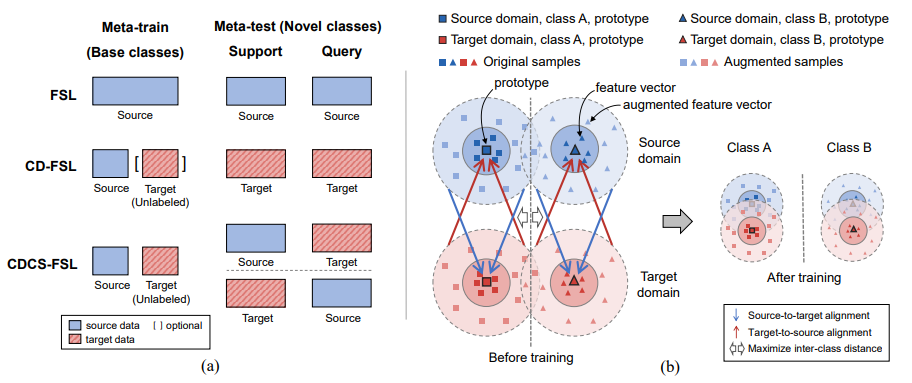 Meta-train
(Base classes)
Meta-test (Novel classes)
Support
Query
FSL
Source
Source
Source
CD-FSL
[ ]
Source
Target
(Unlabeled)
Target
Target
CDCS-FSL
Source
Target
(Unlabeled)
Source
Target
Target
Source
source data
[ ] optional
target data
(a)
Source domain, class A, prototype
Source domain, class B, prototype
Target domain, class A, prototype
Target domain, class B, prototype
Original samples
Augmented samples
prototype
feature vector
augmented feature vector
Source
domain
Target
domain
Before training
Class A
Class B
After training
Source-to-target alignment
Target-to-source alignment
Maximize inter-class distance
(b)